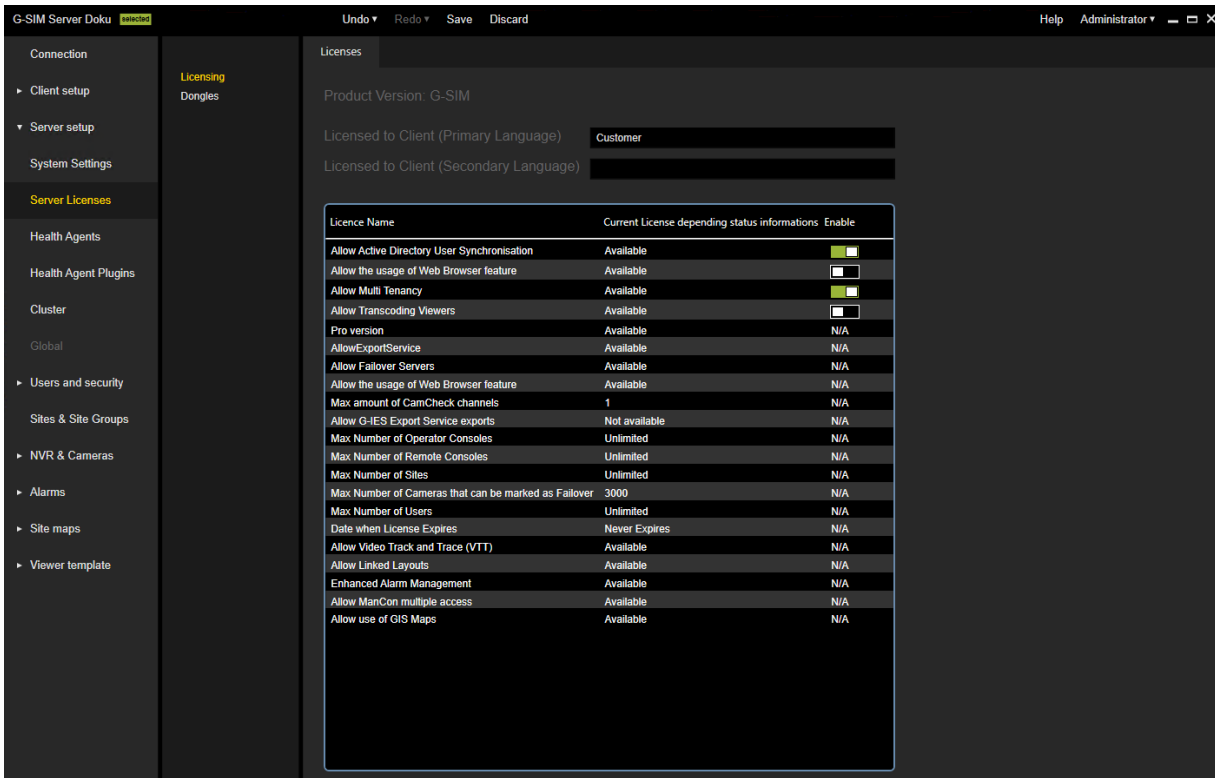 G-SIM Server Doku selected Undo Redo Save Discard Help Administrator
Connection
Client setup
Server setup
System Settings
Server Licenses
Health Agents
Health Agent Plugins
Cluster
Global
Users and security
Sites & Site Groups
NVR & Cameras
Alarms
Site maps
Viewer template
Licensing
Dongles
Licenses
Product Version: G-SIM
Licensed to Client (Primary Language) Customer
Licensed to Client (Secondary Language)
Licence Name Current License depending status informations Enable
Allow Active Directory User Synchronisation Available
Allow the usage of Web Browser feature Available
Allow Multi Tenancy Available
Allow Transcoding Viewers Available
Pro version Available N/A
AllowExportService Available N/A
Allow Failover Servers Available N/A
Allow the usage of Web Browser feature Available N/A
Max amount of CamCheck channels 1 N/A
Allow G-IES Export Service exports Not available N/A
Max Number of Operator Consoles Unlimited N/A
Max Number of Remote Consoles Unlimited N/A
Max Number of Sites Unlimited N/A
Max Number of Cameras that can be marked as Failover 3000 N/A
Max Number of Users Unlimited N/A
Date when License Expires Never Expires N/A
Allow Video Track and Trace (VTT) Available N/A
Allow Linked Layouts Available N/A
Enhanced Alarm Management Available N/A
Allow ManCon multiple access Available N/A
Allow use of GIS Maps Available N/A